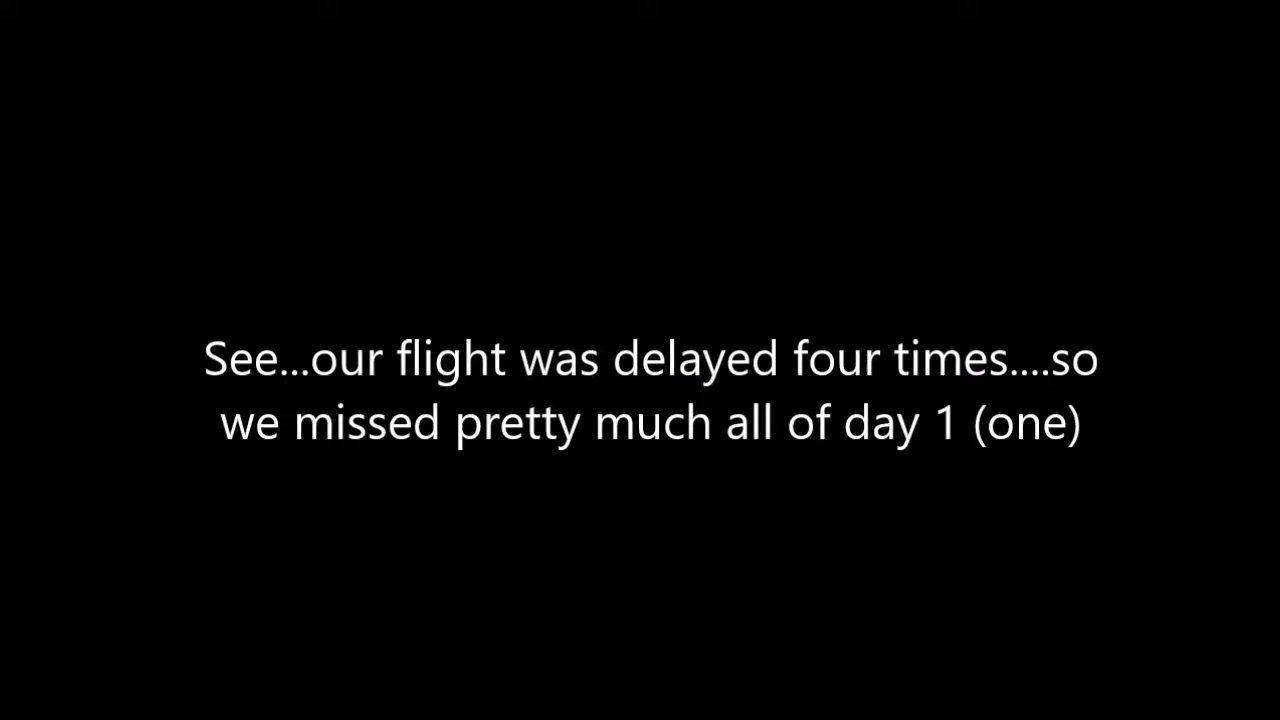 See...our flight was delayed four times....so
we missed pretty much all of day 1 (one)